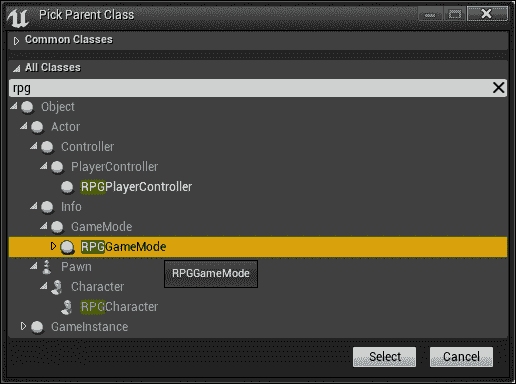 Pick Parent Class
Common Classes
All Classes
rpg
Object
Actor
Controller
PlayerController
RPGPlayerController
Info
GameMode
RPGGameMode
Pawn
RPGGameMode
Character
RPGCharacter
GameInstance
Select Cancel